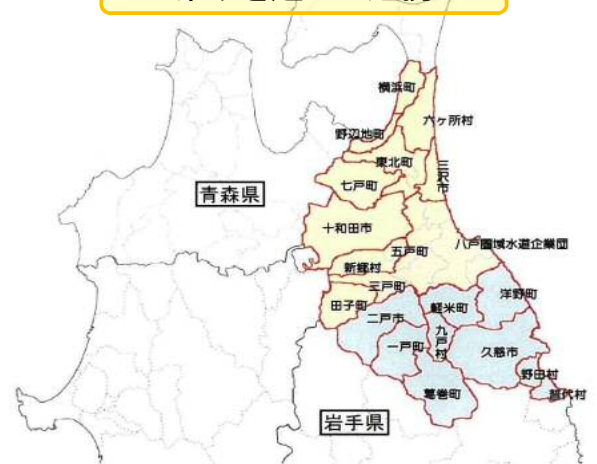 横浜町
六ヶ所村
野辺地町
東北町
三沢市
七戸町
青森県
十和田市
八戸圏域水道企業団
五戸町
新郷村
三戸町
田子町
洋野町
軽米町
二戸市
九戸村
一戸町
久慈市
野田村
普代村
葛巻町
岩手県